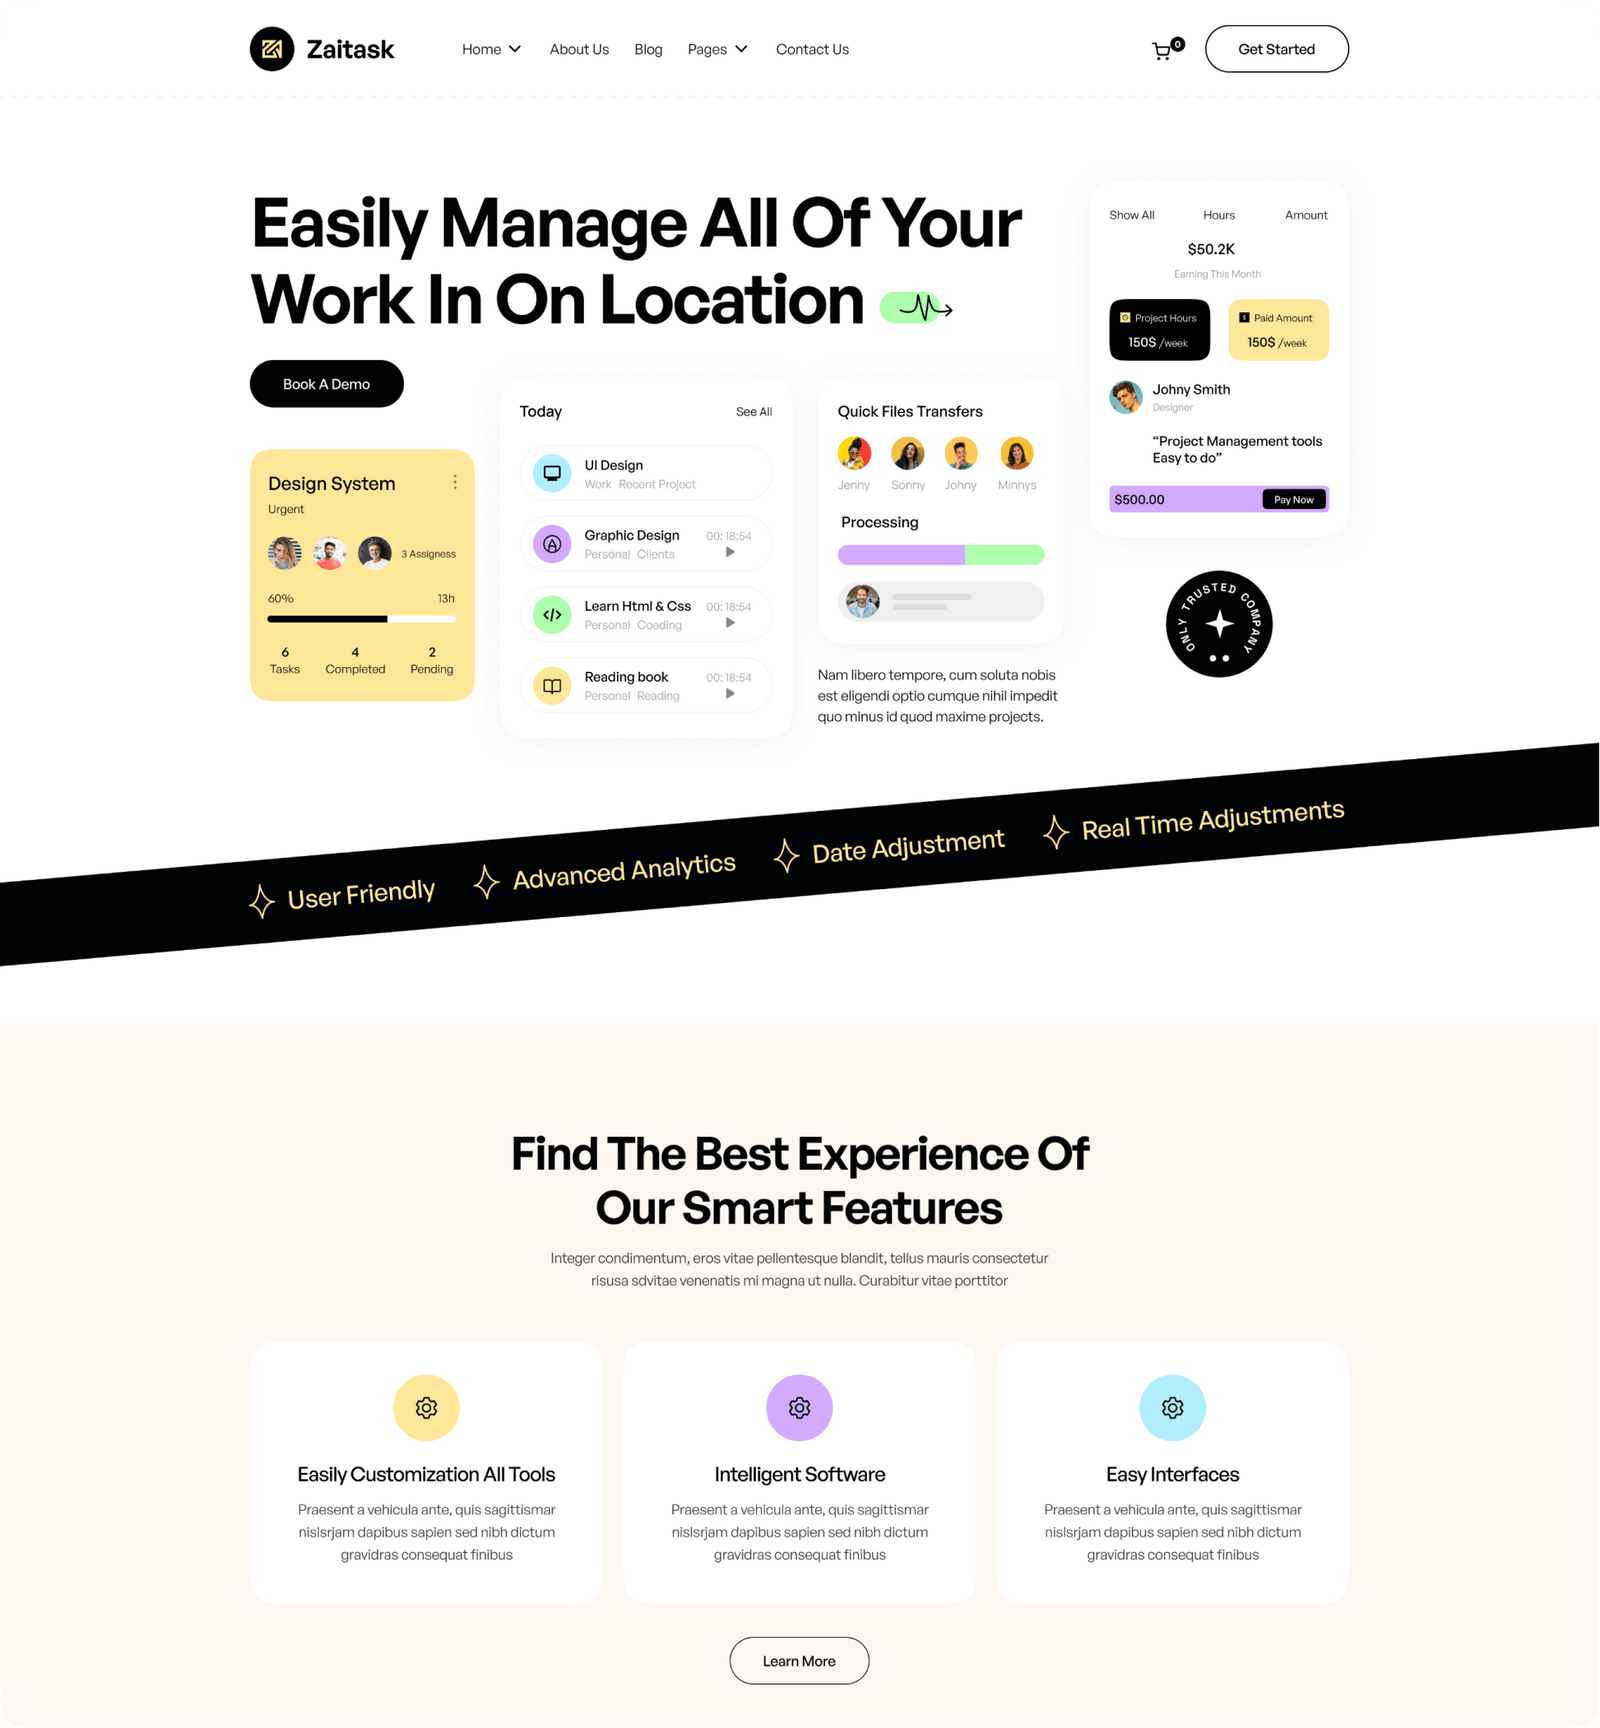 Zaitask
Home
About Us
Blog
Pages
Contact Us
0
Get Started
Easily Manage All Of Your
Work In On Location
Book A Demo
Design System
Urgent
3 Assigness
60% 13h
6 4 2
Tasks Completed Pending
Today See All
UI Design
Work Recent Project
Graphic Design 00: 18:54
Personal Clients
Learn Html & Css 00: 18:54
Personal Coading
Reading book 00: 18:54
Personal Reading
Quick Files Transfers
Jenny Sonny Johny Minnys
Processing
Nam libero tempore, cum soluta nobis
est eligendi optio cumque nihil impedit
quo minus id quod maxime projects.
Show All Hours Amount
$50.2K
Earning This Month
Project Hours
150$ /week
$ Paid Amount
150$ /week
Johny Smith
Designer
“Project Management tools
Easy to do”
$500.00 Pay Now
ONLY TRUSTED COMPANY
User Friendly Advanced Analytics Date Adjustment Real Time Adjustments
Find The Best Experience Of
Our Smart Features
Integer condimentum, eros vitae pellentesque blandit, tellus mauris consectetur
risusa sdvitae venenatis mi magna ut nulla. Curabitur vitae porttitor
Easily Customization All Tools
Praesent a vehicula ante, quis sagittismar
nislsrjam dapibus sapien sed nibh dictum
gravidras consequat finibus
Intelligent Software
Praesent a vehicula ante, quis sagittismar
nislsrjam dapibus sapien sed nibh dictum
gravidras consequat finibus
Easy Interfaces
Praesent a vehicula ante, quis sagittismar
nislsrjam dapibus sapien sed nibh dictum
gravidras consequat finibus
Learn More